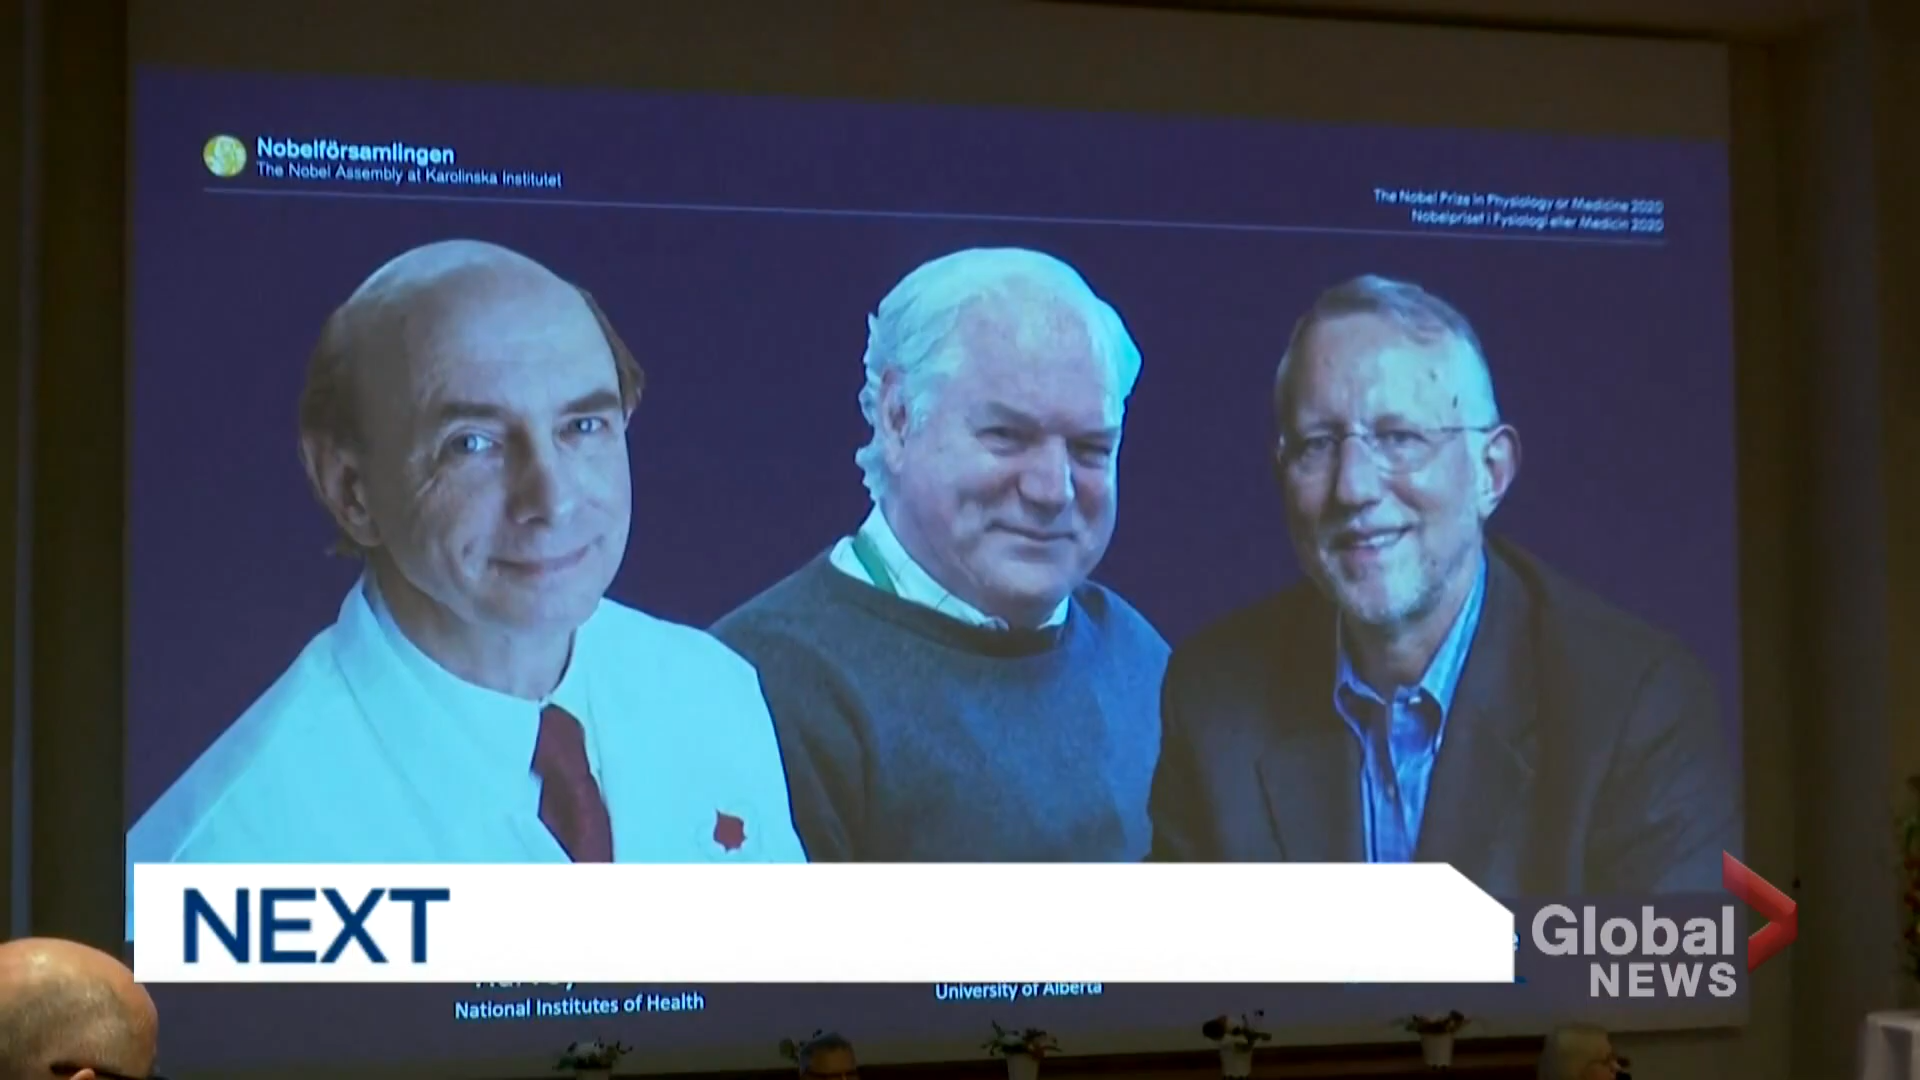 Nobelförsamlingen
The Nobel Assembly at Karolinska Institutet
The Nobel Prize in Physiology or Medicine 2020
Nobelpriset i Fysiologi eller Medicin 2020
NEXT
Global
NEWS
National Institutes of Health
University of Alberta